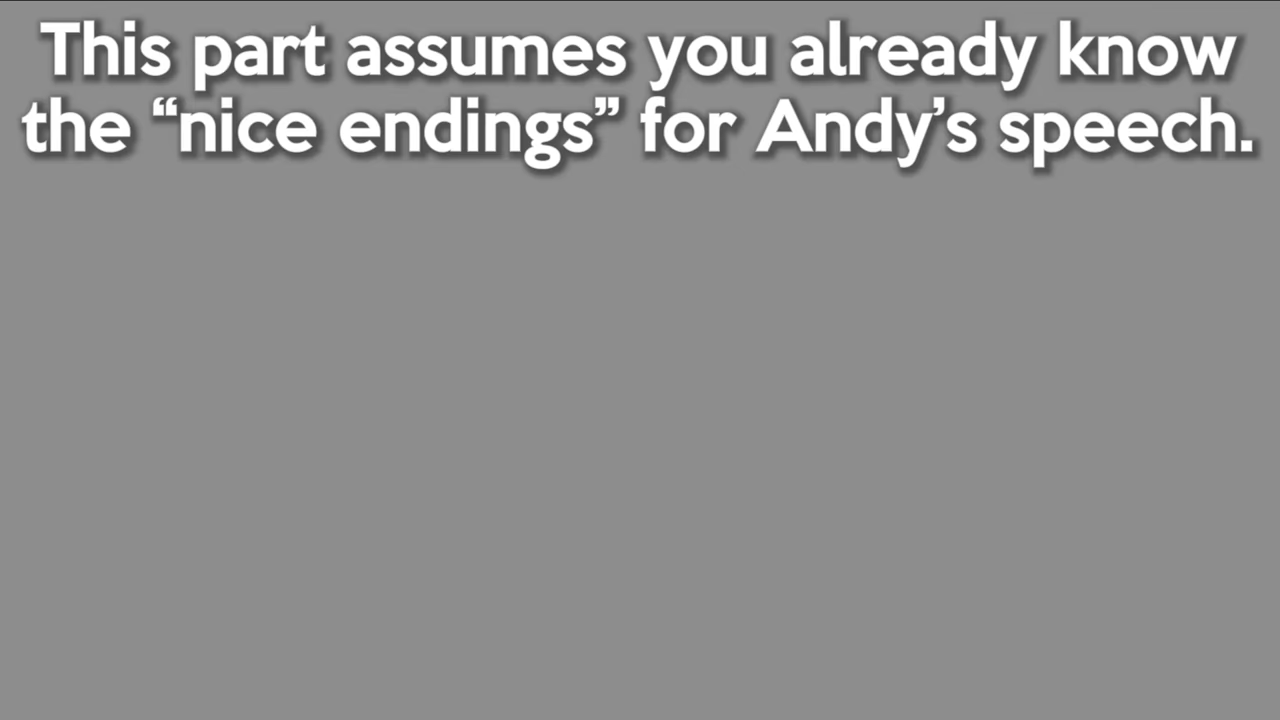 This part assumes you already know
the “nice endings” for Andy’s speech.